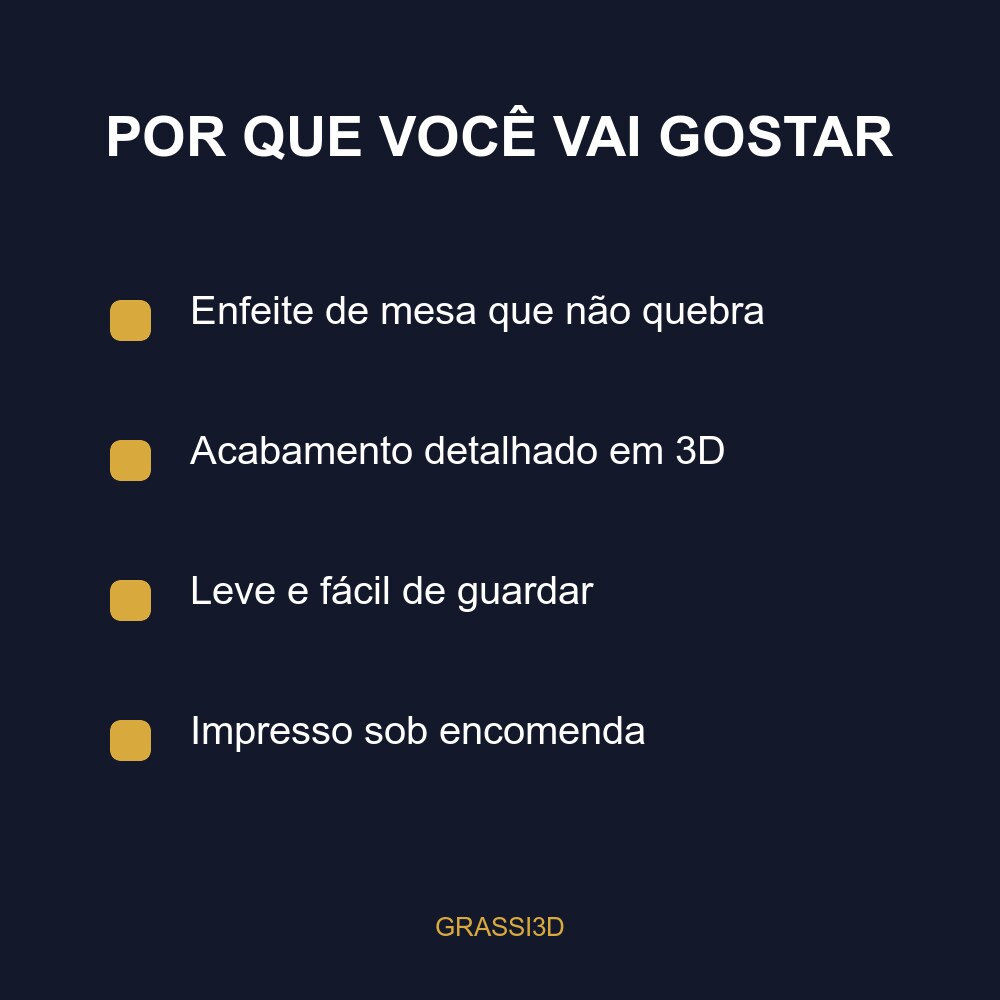 POR QUE VOCÊ VAI GOSTAR
Enfeite de mesa que não quebra
Acabamento detalhado em 3D
Leve e fácil de guardar
Impresso sob encomenda
GRASSI3D